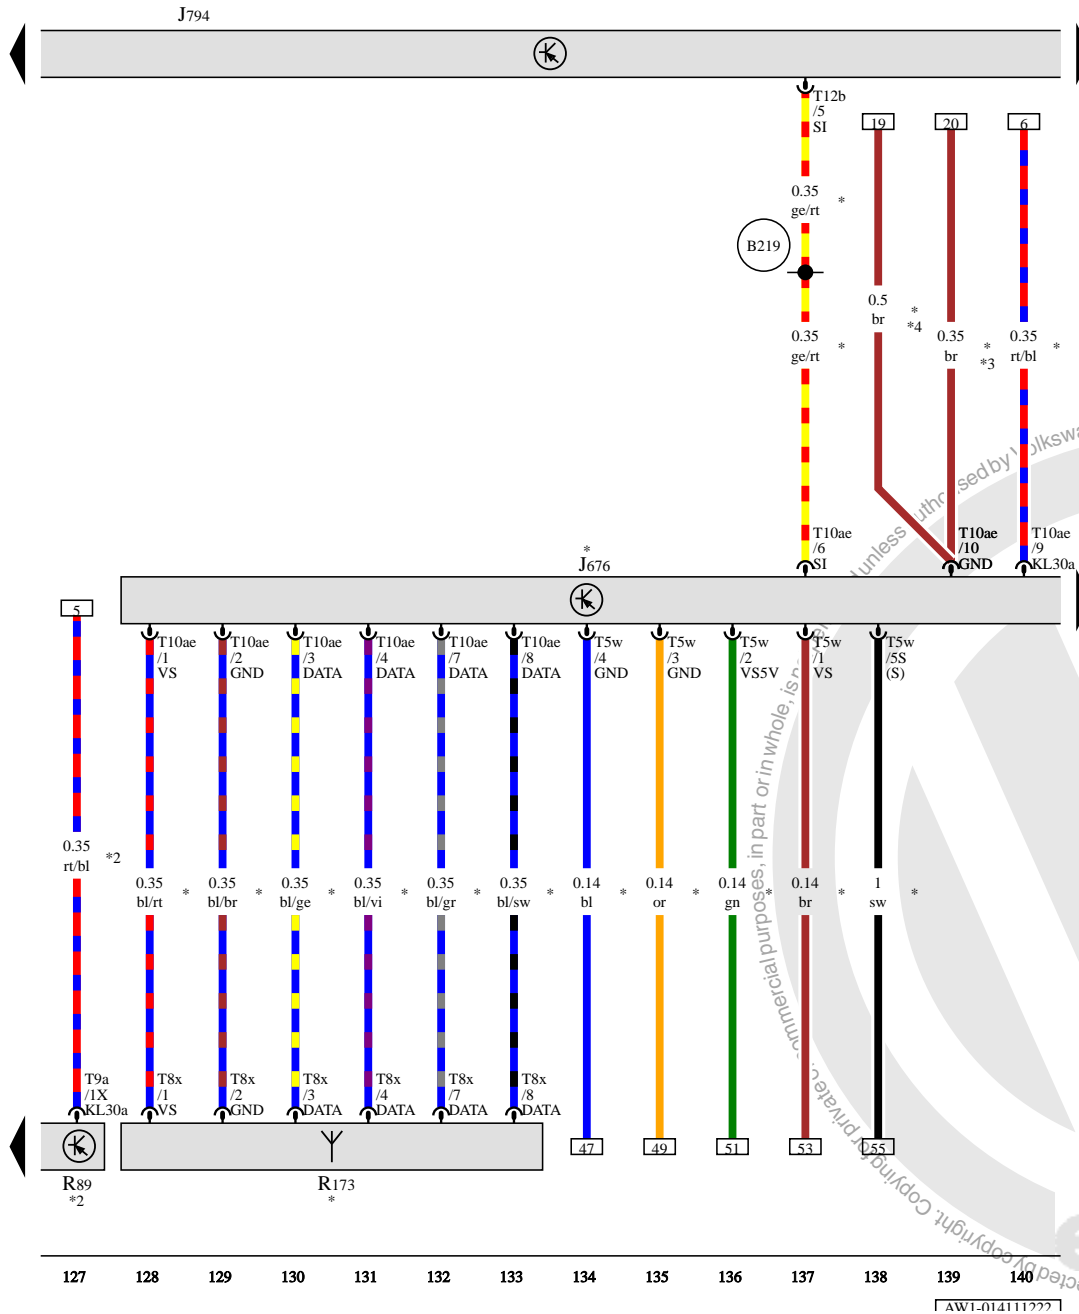 J794
T12b
/5
SI
19
20
6
0.35
ge/rt
*
B219
0.5
br
*
*4
0.35
ge/rt
*
0.35
br
*
*3
0.35
rt/bl
*
T10ae
/6
SI
T10ae
/10
GND
T10ae
/9
KL30a
*
J676
5
T10ae
/1
VS
T10ae
/2
GND
T10ae
/3
DATA
T10ae
/4
DATA
T10ae
/7
DATA
T10ae
/8
DATA
T5w
/4
GND
T5w
/3
GND
T5w
/2
VS5V
T5w
/1
VS
T5w
/5S
(S)
0.35
rt/bl
*2
0.35
bl/rt
*
0.35
bl/br
*
0.35
bl/ge
*
0.35
bl/vi
*
0.35
bl/gr
*
0.35
bl/sw
*
0.14
bl
*
0.14
or
*
0.14
gn
*
0.14
br
*
1
sw
*
T9a
/1X
KL30a
T8x
/1
VS
T8x
/2
GND
T8x
/3
DATA
T8x
/4
DATA
T8x
/7
DATA
T8x
/8
DATA
47
49
51
53
55
R89
*2
R173
*
127 128 129 130 131 132 133 134 135 136 137 138 139 140
AW1-014111222